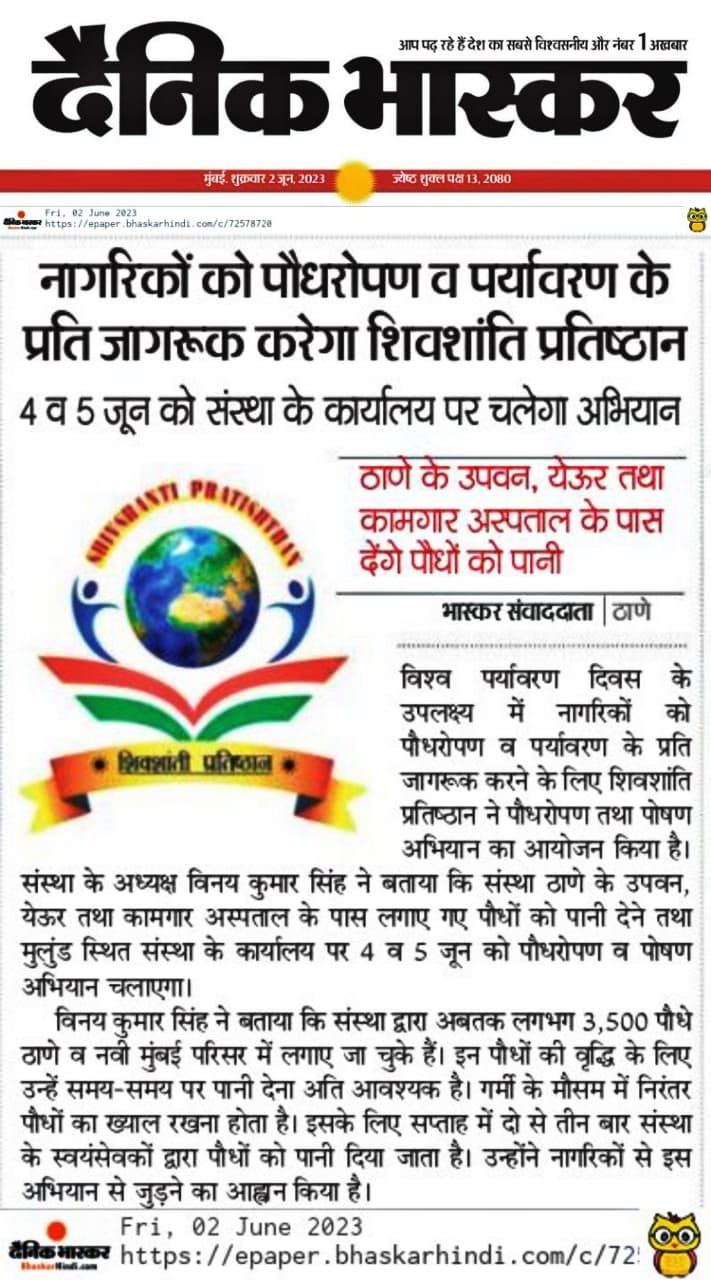 आप पढ़ रहे हैं देश का सबसे विश्वसनीय और नंबर 1 अखबार
दैनिक भास्कर
मुंबई. शुक्रवार 2 जून, 2023
ज्येष्ठ शुक्ल पक्ष 13, 2080
दैनिक भास्कर
BhaskarHindi.com
Fri, 02 June 2023
https://epaper.bhaskarhindi.com/c/72578720
नागरिकों को पौधरोपण व पर्यावरण के
प्रति जागरूक करेगा शिवशांति प्रतिष्ठान
4 व 5 जून को संस्था के कार्यालय पर चलेगा अभियान
SHIVSHANTI PRATISHTHAN
शिवशांती प्रतिष्ठान
ठाणे के उपवन, येऊर तथा
कामगार अस्पताल के पास
देंगे पौधों को पानी
भास्कर संवाददाता | ठाणे
विश्व पर्यावरण दिवस के
उपलक्ष्य में नागरिकों को
पौधरोपण व पर्यावरण के प्रति
जागरूक करने के लिए शिवशांति
प्रतिष्ठान ने पौधरोपण तथा पोषण
अभियान का आयोजन किया है।
संस्था के अध्यक्ष विनय कुमार सिंह ने बताया कि संस्था ठाणे के उपवन,
येऊर तथा कामगार अस्पताल के पास लगाए गए पौधों को पानी देने तथा
मुलुंड स्थित संस्था के कार्यालय पर 4 व 5 जून को पौधरोपण व पोषण
अभियान चलाएगा।
विनय कुमार सिंह ने बताया कि संस्था द्वारा अबतक लगभग 3,500 पौधे
ठाणे व नवी मुंबई परिसर में लगाए जा चुके हैं। इन पौधों की वृद्धि के लिए
उन्हें समय-समय पर पानी देना अति आवश्यक है। गर्मी के मौसम में निरंतर
पौधों का ख्याल रखना होता है। इसके लिए सप्ताह में दो से तीन बार संस्था
के स्वयंसेवकों द्वारा पौधों को पानी दिया जाता है। उन्होंने नागरिकों से इस
अभियान से जुड़ने का आह्वान किया है।
दैनिक भास्कर
BhaskarHindi.com
Fri, 02 June 2023
https://epaper.bhaskarhindi.com/c/725